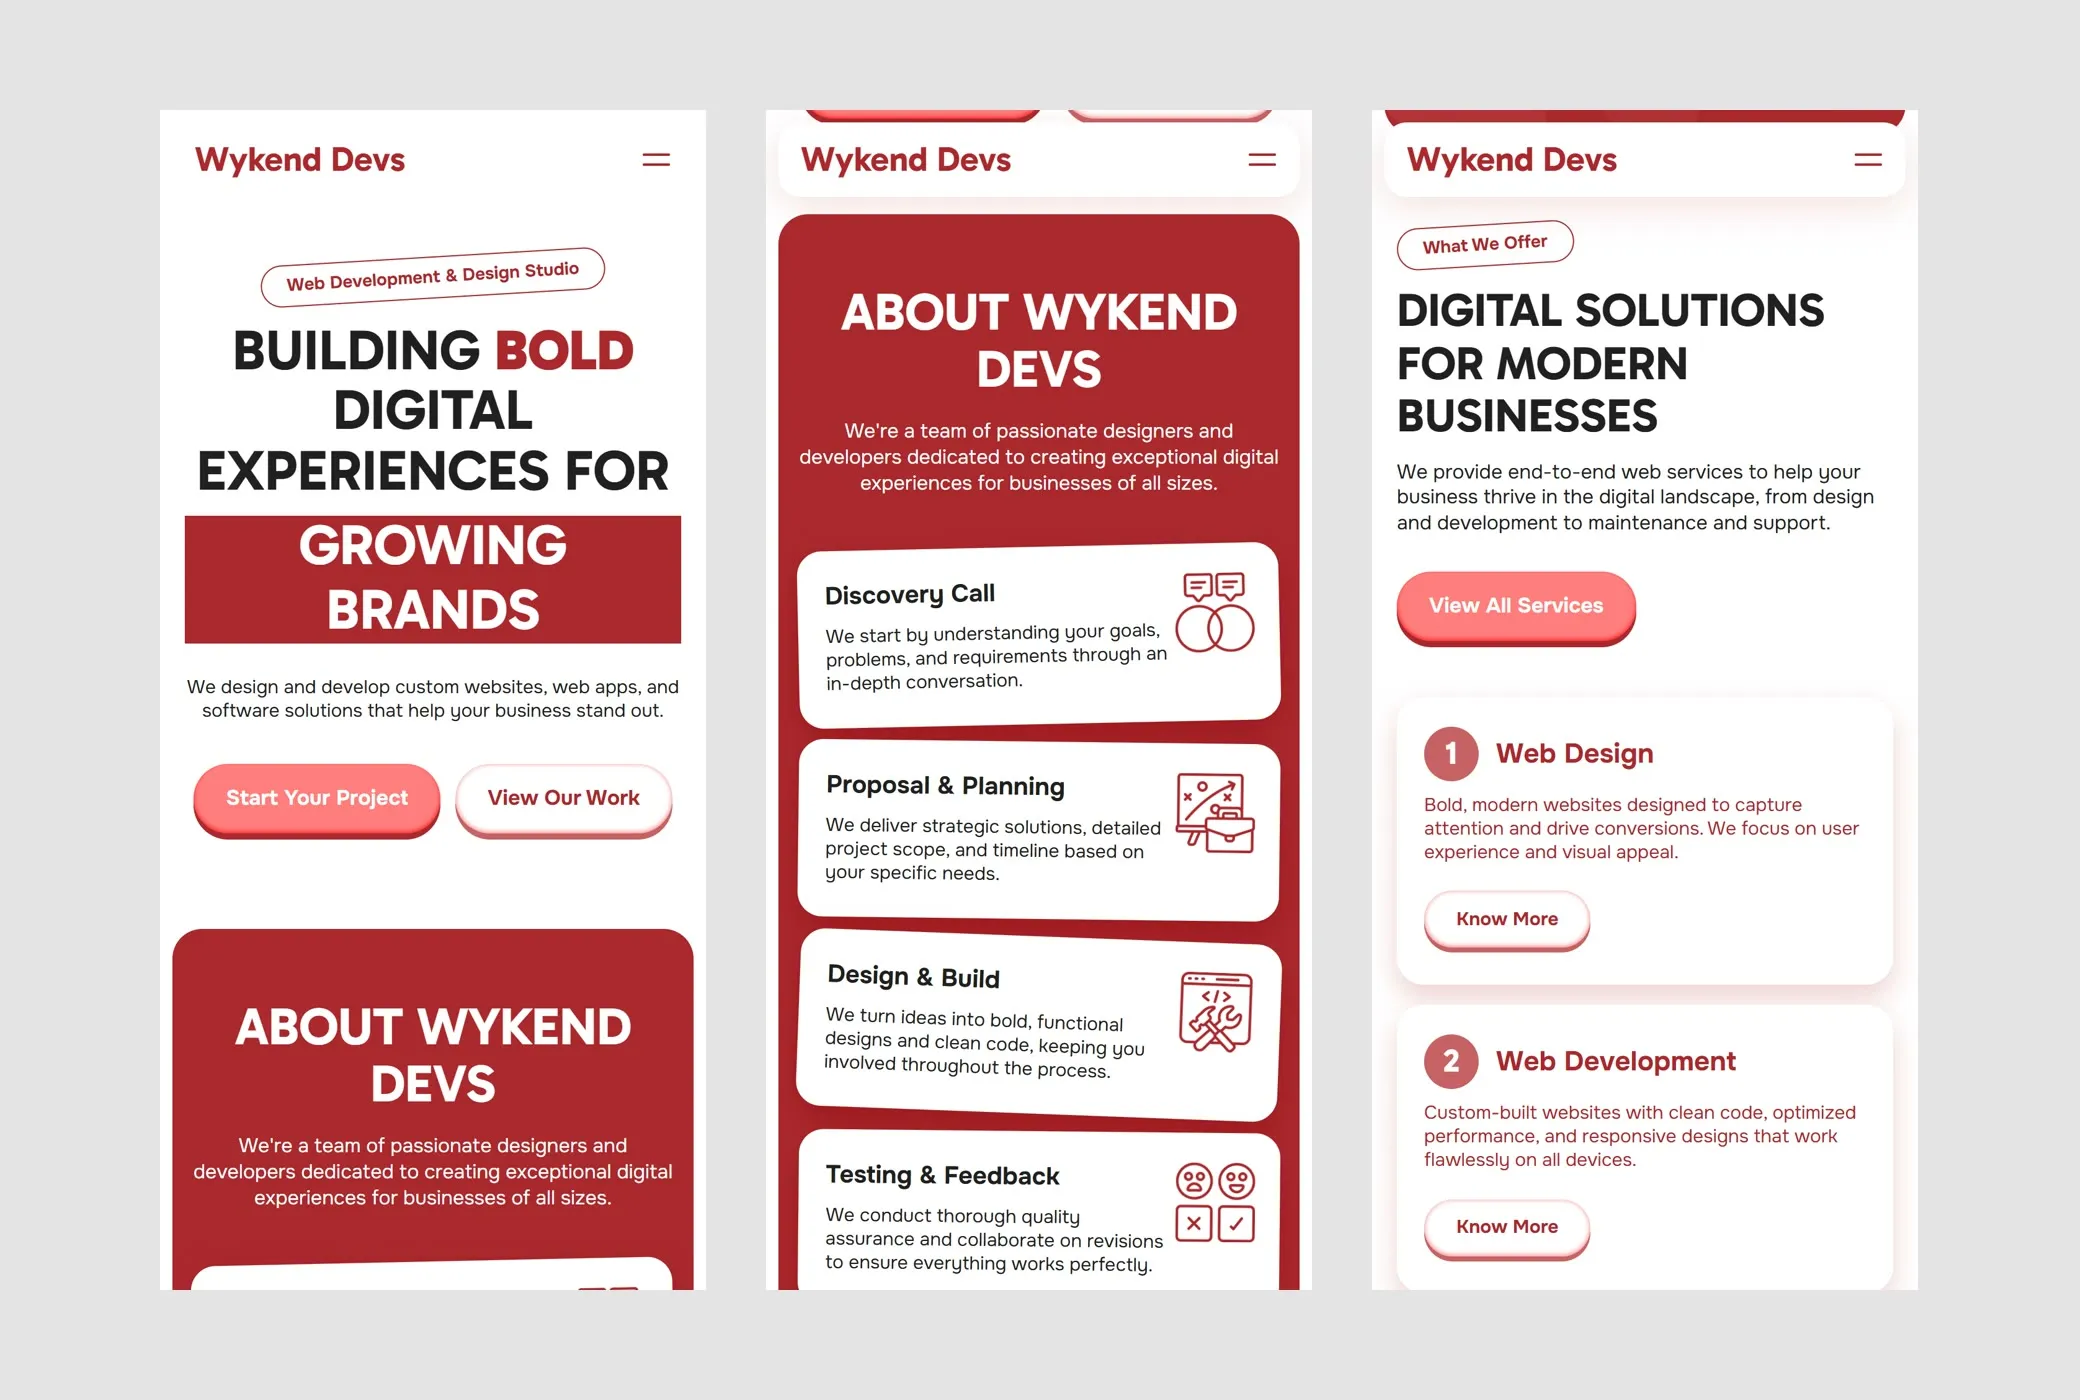 Wykend Devs
Web Development & Design Studio
BUILDING BOLD
DIGITAL
EXPERIENCES FOR
GROWING
BRANDS
We design and develop custom websites, web apps, and
software solutions that help your business stand out.
Start Your Project
View Our Work
ABOUT WYKEND
DEVS
We're a team of passionate designers and
developers dedicated to creating exceptional digital
experiences for businesses of all sizes.
Wykend Devs
ABOUT WYKEND
DEVS
We're a team of passionate designers and
developers dedicated to creating exceptional digital
experiences for businesses of all sizes.
Discovery Call
We start by understanding your goals,
problems, and requirements through an
in-depth conversation.
Proposal & Planning
We deliver strategic solutions, detailed
project scope, and timeline based on
your specific needs.
Design & Build
We turn ideas into bold, functional
designs and clean code, keeping you
involved throughout the process.
Testing & Feedback
We conduct thorough quality
assurance and collaborate on revisions
to ensure everything works perfectly.
Wykend Devs
What We Offer
DIGITAL SOLUTIONS
FOR MODERN
BUSINESSES
We provide end-to-end web services to help your
business thrive in the digital landscape, from design
and development to maintenance and support.
View All Services
1 Web Design
Bold, modern websites designed to capture
attention and drive conversions. We focus on user
experience and visual appeal.
Know More
2 Web Development
Custom-built websites with clean code, optimized
performance, and responsive designs that work
flawlessly on all devices.
Know More